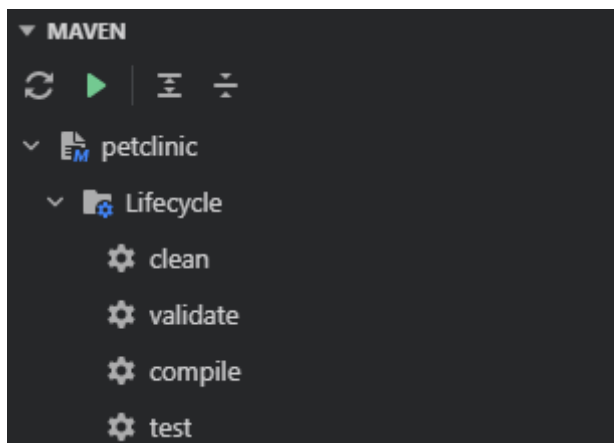 MAVEN
petclinic
Lifecycle
clean
validate
compile
test